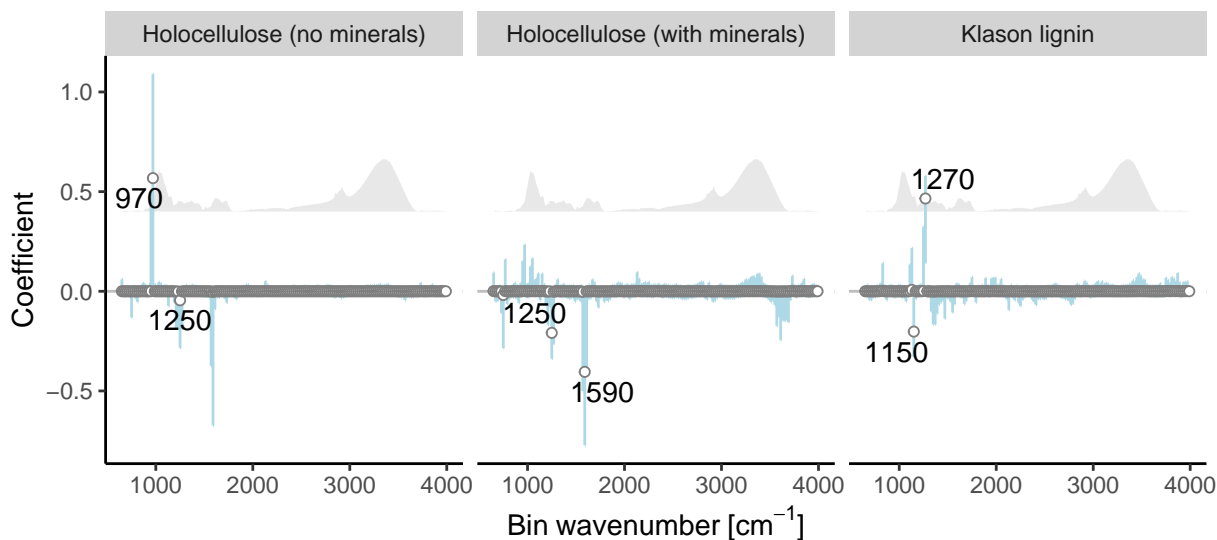 Holocellulose (no minerals) Holocellulose (with minerals) Klason lignin
1.0
0.5
0.0
−0.5
Coefficient
970
1250
1250
1590
1270
1150
1000 2000 3000 4000 1000 2000 3000 4000 1000 2000 3000 4000
Bin wavenumber [cm⁻¹]